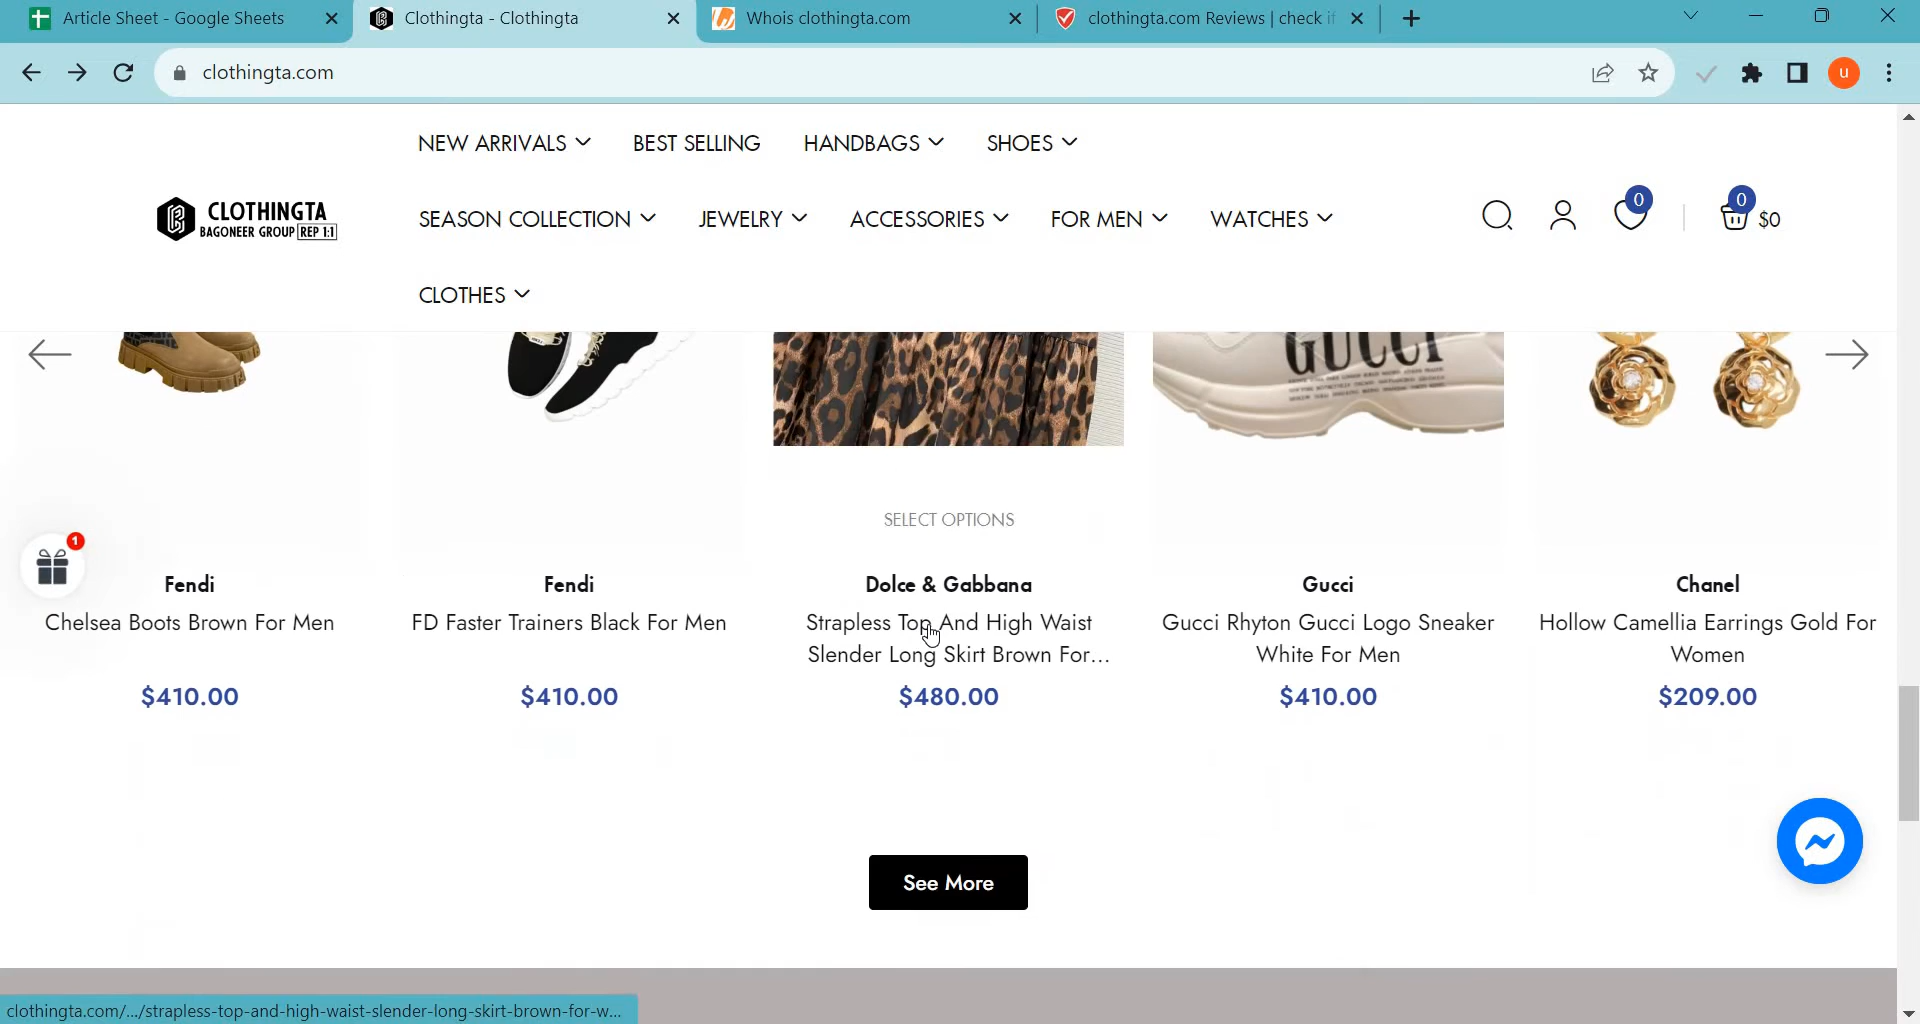 Article Sheet - Google Sheets
Clothingta - Clothingta
Whois clothingta.com
clothingta.com Reviews | check if
clothingta.com
u
NEW ARRIVALS BEST SELLING HANDBAGS SHOES
CLOTHINGTA
BAGONEER GROUP REP 1:1
SEASON COLLECTION JEWELRY ACCESSORIES FOR MEN WATCHES
0
0
$0
CLOTHES
GUCCI
SELECT OPTIONS
1
Fendi
Chelsea Boots Brown For Men
$410.00
Fendi
FD Faster Trainers Black For Men
$410.00
Dolce & Gabbana
Strapless Top And High Waist
Slender Long Skirt Brown For...
$480.00
Gucci
Gucci Rhyton Gucci Logo Sneaker
White For Men
$410.00
Chanel
Hollow Camellia Earrings Gold For
Women
$209.00
See More
clothingta.com/.../strapless-top-and-high-waist-slender-long-skirt-brown-for-w...